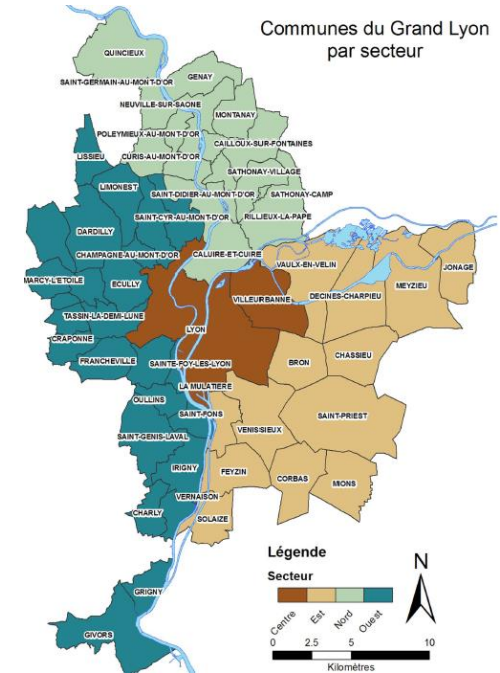 Communes du Grand Lyon
par secteur
QUINCIEUX
GENAY
SAINT-GERMAIN-AU-MONT-D'OR
NEUVILLE-SUR-SAONE
MONTANAY
POLEYMIEUX-AU-MONT-D'OR
CAILLOUX-SUR-FONTAINES
LISSIEU
CURIS-AU-MONT-D'OR
SATHONAY-VILLAGE
LIMONEST
SAINT-DIDIER-AU-MONT-D'OR
SATHONAY-CAMP
SAINT-CYR-AU-MONT-D'OR
RILLIEUX-LA-PAPE
DARDILLY
CHAMPAGNE-AU-MONT-D'OR
CALUIRE-ET-CUIRE
VAULX-EN-VELIN
JONAGE
MARCY-L'ETOILE
ECULLY
MEYZIEU
VILLEURBANNE
DECINES-CHARPIEU
TASSIN-LA-DEMI-LUNE
LYON
CRAPONNE
FRANCHEVILLE
SAINTE-FOY-LES-LYON
BRON
CHASSIEU
LA MULATIERE
OULLINS
SAINT-FONS
SAINT-PRIEST
VENISSIEUX
SAINT-GENIS-LAVAL
IRIGNY
FEYZIN
CORBAS
MIONS
VERNAISON
CHARLY
SOLAIZE
GRIGNY
GIVORS
Légende
Secteur
Centre
Est
Nord
Ouest
N
0 2.5 5 10
Kilomètres